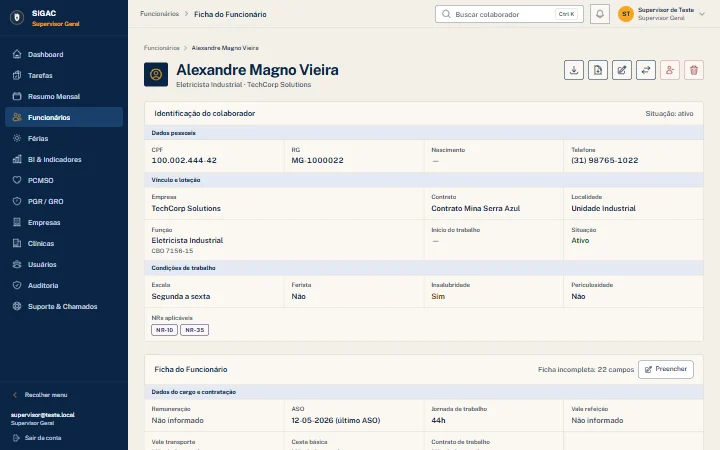 SIGAC
Supervisor Geral
Dashboard
Tarefas
Resumo Mensal
Funcionários
Férias
BI & Indicadores
PCMSO
PGR / GRO
Empresas
Clínicas
Usuários
Auditoria
Suporte & Chamados
Recolher menu
supervisor@teste.local
Supervisor Geral
Sair da conta
Funcionários > Ficha do Funcionário
Buscar colaborador Ctrl K
ST Supervisor de Teste
Supervisor Geral
Funcionários > Alexandre Magno Vieira
Alexandre Magno Vieira
Eletricista Industrial · TechCorp Solutions
Identificação do colaborador Situação: ativo
Dados pessoais
CPF RG Nascimento Telefone
100.002.444-42 MG-1000022 — (31) 98765-1022
Vínculo e lotação
Empresa Contrato Localidade
TechCorp Solutions Contrato Mina Serra Azul Unidade Industrial
Função Início do trabalho Situação
Eletricista Industrial — Ativo
CBO 7156-15
Condições de trabalho
Escala Farista Insalubridade Periculosidade
Segunda a sexta Não Sim Não
NRs aplicáveis
NR-10 NR-35
Ficha do Funcionário Ficha incompleta: 22 campos Preencher
Dados do cargo e contratação
Remuneração ASO Jornada de trabalho Vale refeição
Não informado 12-05-2026 (último ASO) 44h Não informado
Vale transporte Cesta básica Contrato de trabalho